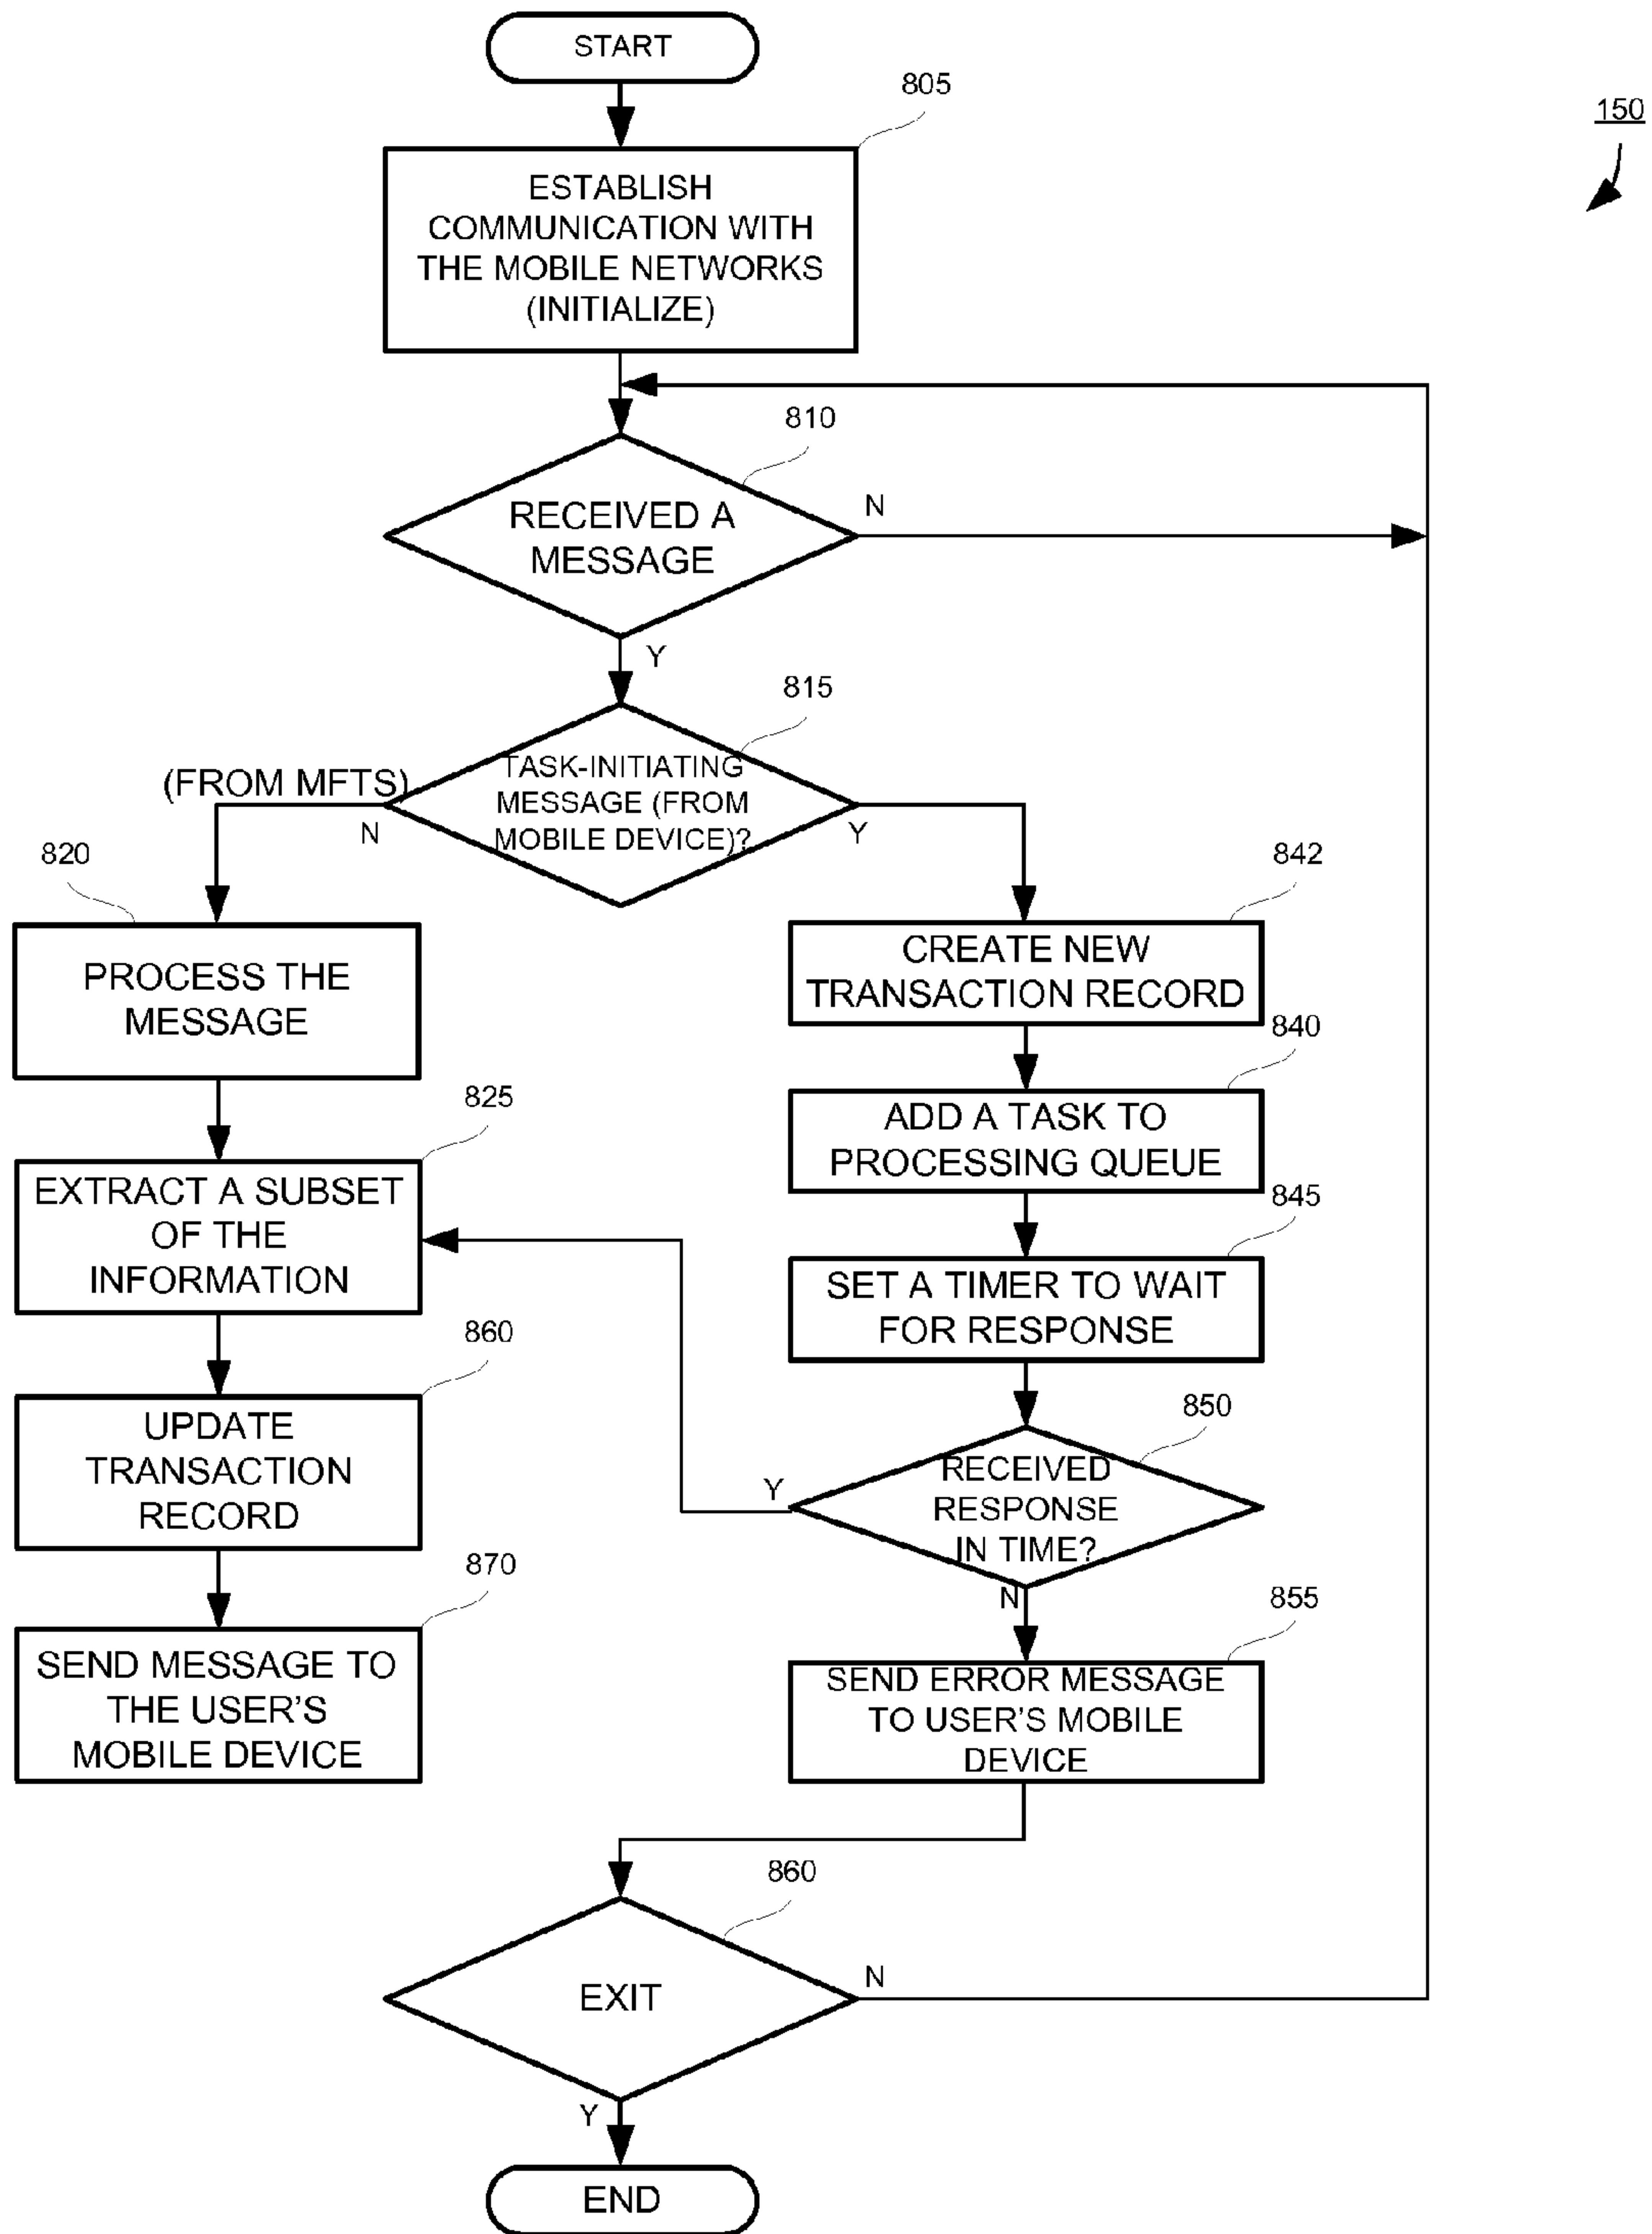 START
805
150
ESTABLISH
COMMUNICATION WITH
THE MOBILE NETWORKS
(INITIALIZE)
810
RECEIVED A
MESSAGE
N
Y
815
(FROM MFTS)
TASK-INITIATING
MESSAGE (FROM
MOBILE DEVICE)?
N
Y
820
842
PROCESS THE
MESSAGE
CREATE NEW
TRANSACTION RECORD
840
825
ADD A TASK TO
PROCESSING QUEUE
EXTRACT A SUBSET
OF THE
INFORMATION
845
SET A TIMER TO WAIT
FOR RESPONSE
860
UPDATE
TRANSACTION
RECORD
850
RECEIVED
RESPONSE
IN TIME?
Y
N
870
SEND MESSAGE TO
THE USER'S
MOBILE DEVICE
855
SEND ERROR MESSAGE
TO USER'S MOBILE
DEVICE
860
EXIT
N
Y
END